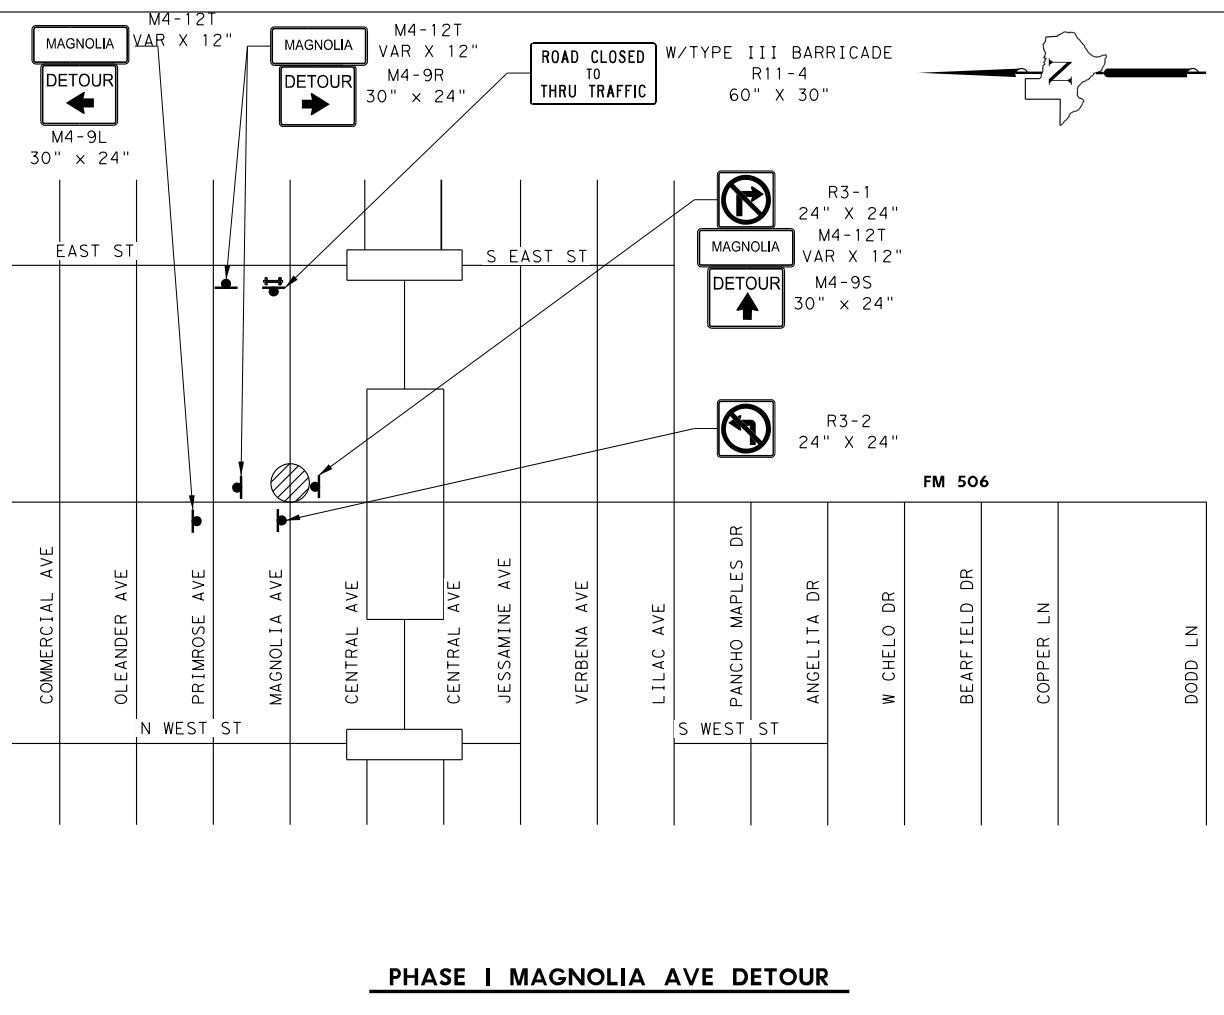 M4-12T
VAR X 12"
MAGNOLIA
DETOUR
M4-9L
30" x 24"
MAGNOLIA
DETOUR
M4-12T
VAR X 12"
M4-9R
30" x 24"
ROAD CLOSED
TO
THRU TRAFFIC
W/TYPE III BARRICADE
R11-4
60" X 30"
N
R3-1
24" X 24"
MAGNOLIA
M4-12T
VAR X 12"
DETOUR
M4-9S
30" x 24"
EAST ST
S EAST ST
R3-2
24" X 24"
FM 506
COMMERCIAL AVE
OLEANDER AVE
PRIMROSE AVE
MAGNOLIA AVE
CENTRAL AVE
CENTRAL AVE
JESSAMINE AVE
VERBENA AVE
LILAC AVE
PANCHO MAPLES DR
ANGELITA DR
W CHELO DR
BEARFIELD DR
COPPER LN
DODD LN
N WEST ST
S WEST ST
PHASE I MAGNOLIA AVE DETOUR